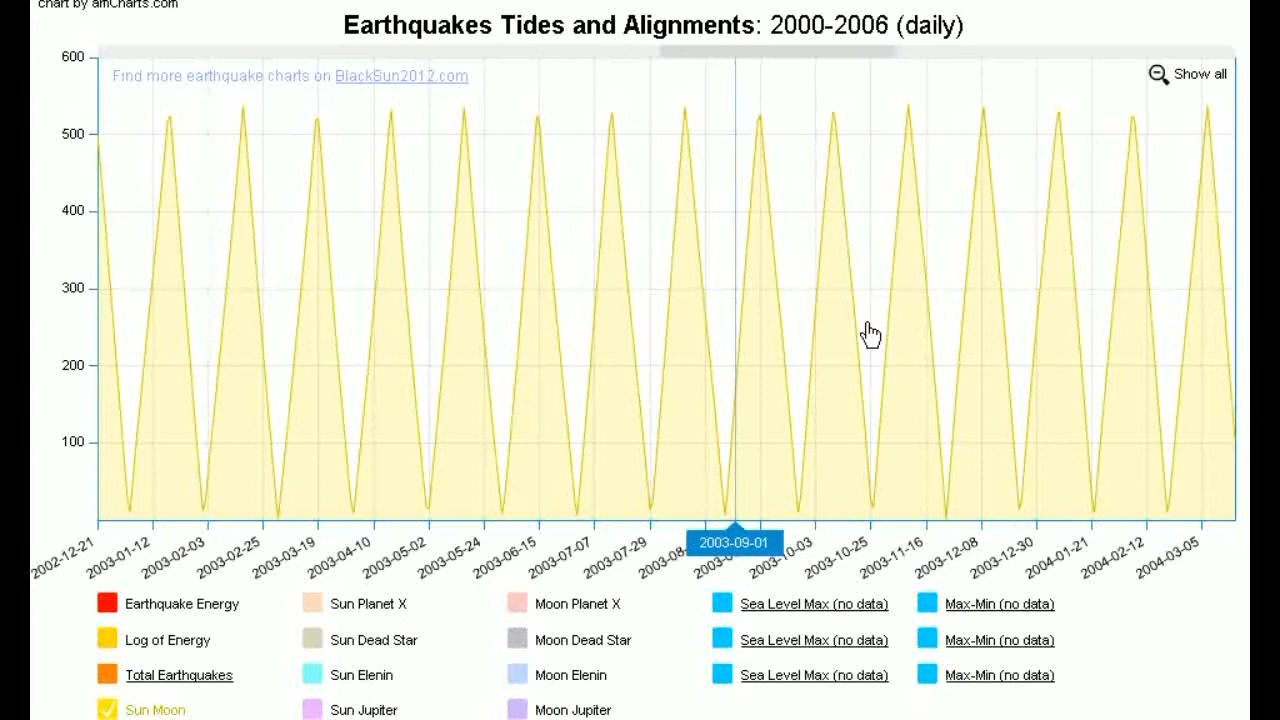 chart by amCharts.com
Earthquakes Tides and Alignments: 2000-2006 (daily)
600
Find more earthquake charts on BlackSun2012.com
Show all
500
400
300
200
100
2002-12-21 2003-01-12 2003-02-03 2003-02-25 2003-03-19 2003-04-10 2003-05-02 2003-05-24 2003-06-15 2003-07-07 2003-07-29 2003-09-01 2003-10-03 2003-10-25 2003-11-16 2003-12-08 2003-12-30 2004-01-21 2004-02-12 2004-03-05
Earthquake Energy Sun Planet X Moon Planet X Sea Level Max (no data) Max-Min (no data)
Log of Energy Sun Dead Star Moon Dead Star Sea Level Max (no data) Max-Min (no data)
Total Earthquakes Sun Elenin Moon Elenin Sea Level Max (no data) Max-Min (no data)
Sun Moon Sun Jupiter Moon Jupiter